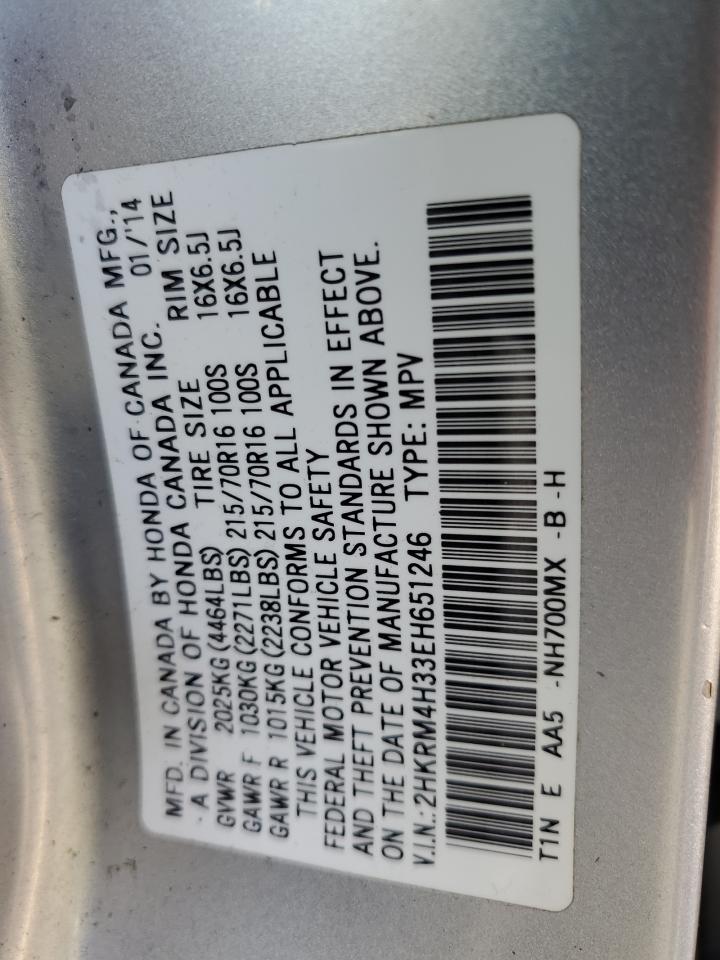 MFD. IN CANADA BY HONDA OF CANADA MFG.,
- A DIVISION OF HONDA CANADA INC. 01/'14
GVWR 2025KG(4464LBS) TIRE SIZE RIM SIZE
GAWR F 1030KG(2271LBS) 215/70R16 100S 16X6.5J
GAWR R 1015KG(2238LBS) 215/70R16 100S 16X6.5J
THIS VEHICLE CONFORMS TO ALL APPLICABLE
FEDERAL MOTOR VEHICLE SAFETY
AND THEFT PREVENTION STANDARDS IN EFFECT
ON THE DATE OF MANUFACTURE SHOWN ABOVE.
V.I.N.: 2HKRM4H33EH651246 TYPE: MPV
T1N E AA5 -NH700MX -B -H